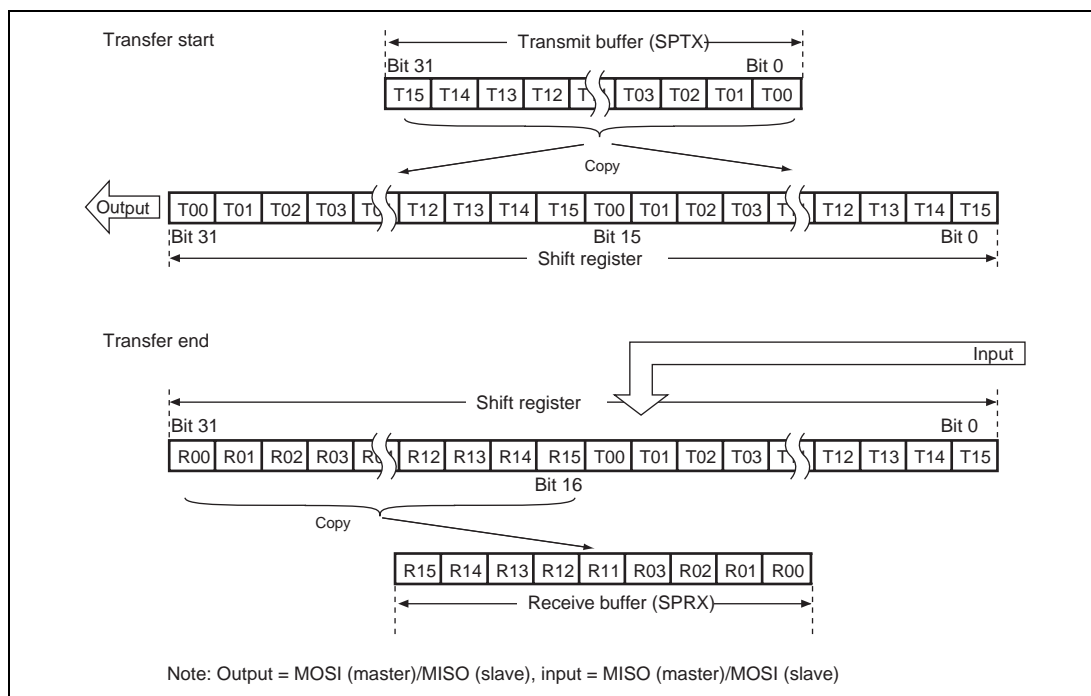 Transfer start
Transmit buffer (SPTX)
Bit 31 Bit 0
T15 T14 T13 T12 T03 T02 T01 T00
Copy
Output
T00 T01 T02 T03 T12 T13 T14 T15 T00 T01 T02 T03 T12 T13 T14 T15
Bit 31 Bit 15 Bit 0
Shift register
Transfer end
Input
Shift register
Bit 31 Bit 0
R00 R01 R02 R03 R12 R13 R14 R15 T00 T01 T02 T03 T12 T13 T14 T15
Bit 16
Copy
R15 R14 R13 R12 R11 R03 R02 R01 R00
Receive buffer (SPRX)
Note: Output = MOSI (master)/MISO (slave), input = MISO (master)/MOSI (slave)